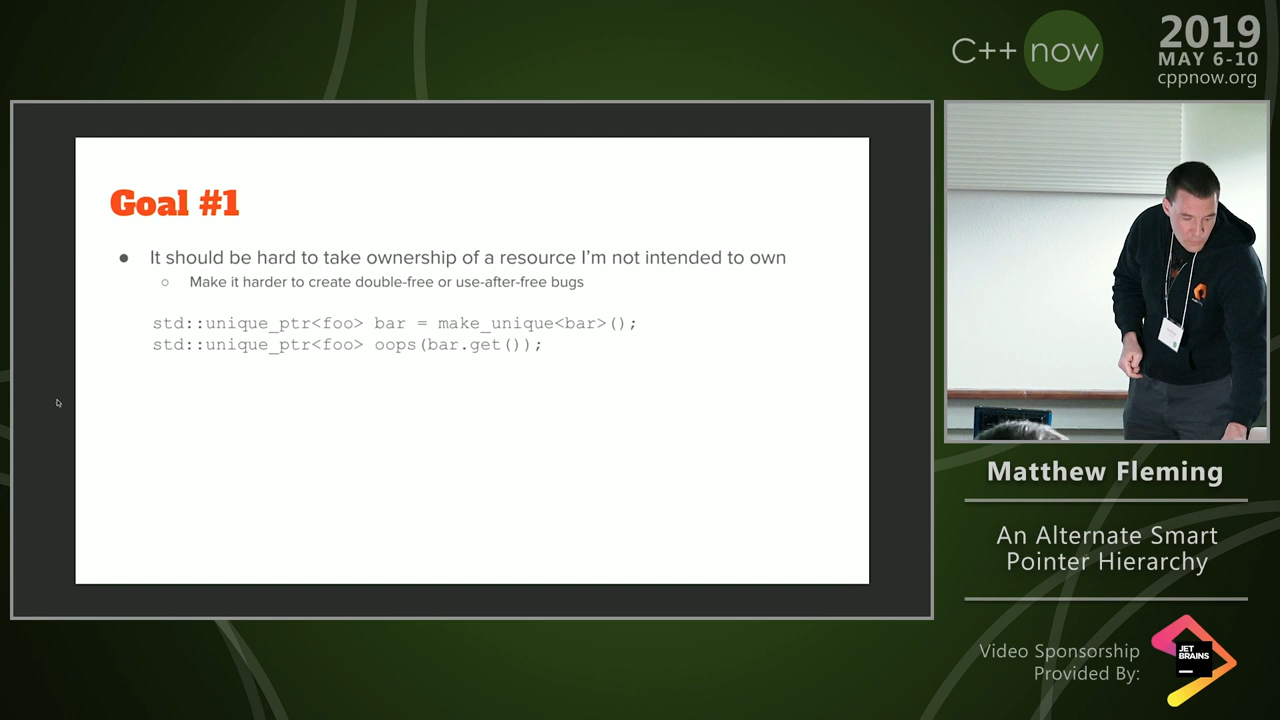 C++ now
2019
MAY 6-10
cppnow.org
Goal #1
● It should be hard to take ownership of a resource I'm not intended to own
○ Make it harder to create double-free or use-after-free bugs
std::unique_ptr<foo> bar = make_unique<bar>();
std::unique_ptr<foo> oops(bar.get());
Matthew Fleming
An Alternate Smart
Pointer Hierarchy
Video Sponsorship
Provided By:
JET
BRAINS